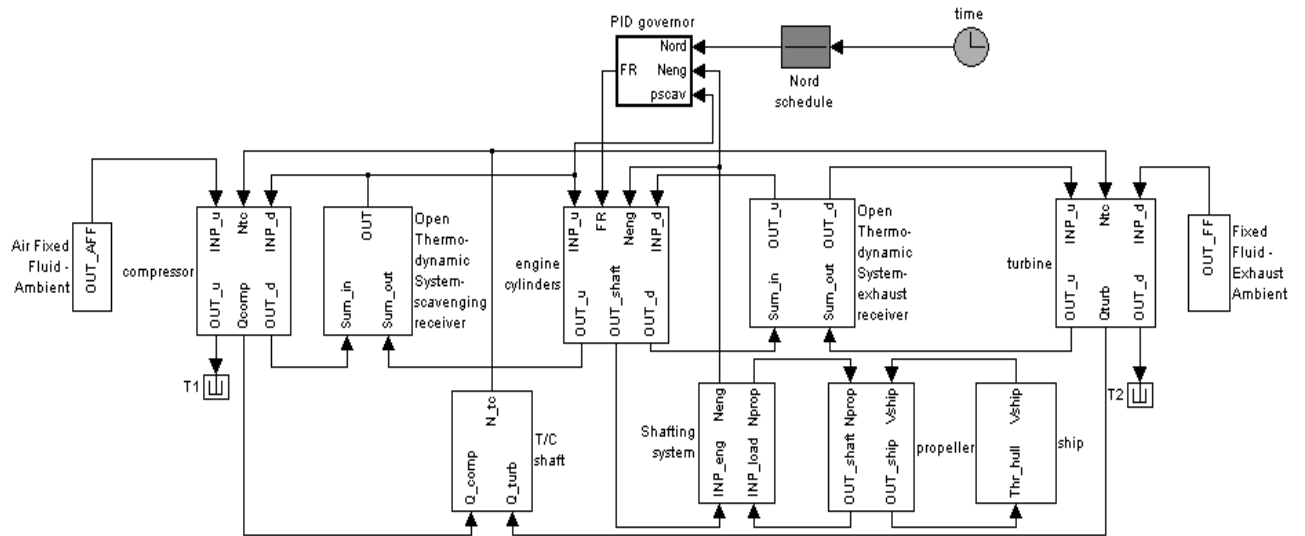 PID governor
time
Nord
FR
Neng
pscav
Nord
schedule
Air Fixed
Fluid -
Ambient
OUT_AFF
compressor
INP_u
Ntc
INP_d
OUT_u
Qcomp
OUT_d
T1
OUT
Sum_in
Sum_out
Open
Thermo-
dynamic
System-
scavenging
receiver
engine
cylinders
INP_u
FR
Neng
INP_d
OUT_u
OUT_shaft
OUT_d
OUT_u
OUT_d
Sum_in
Sum_out
Open
Thermo-
dynamic
System-
exhaust
receiver
turbine
INP_u
Ntc
INP_d
OUT_u
Qturb
OUT_d
T2
OUT_FF
Fixed
Fluid -
Exhaust
Ambient
N_tc
Q_comp
Q_turb
T/C
shaft
Shafting
system
Neng
Nprop
INP_eng
INP_load
Nprop
Vship
OUT_shaft
OUT_ship
propeller
Vship
Thr_hull
ship